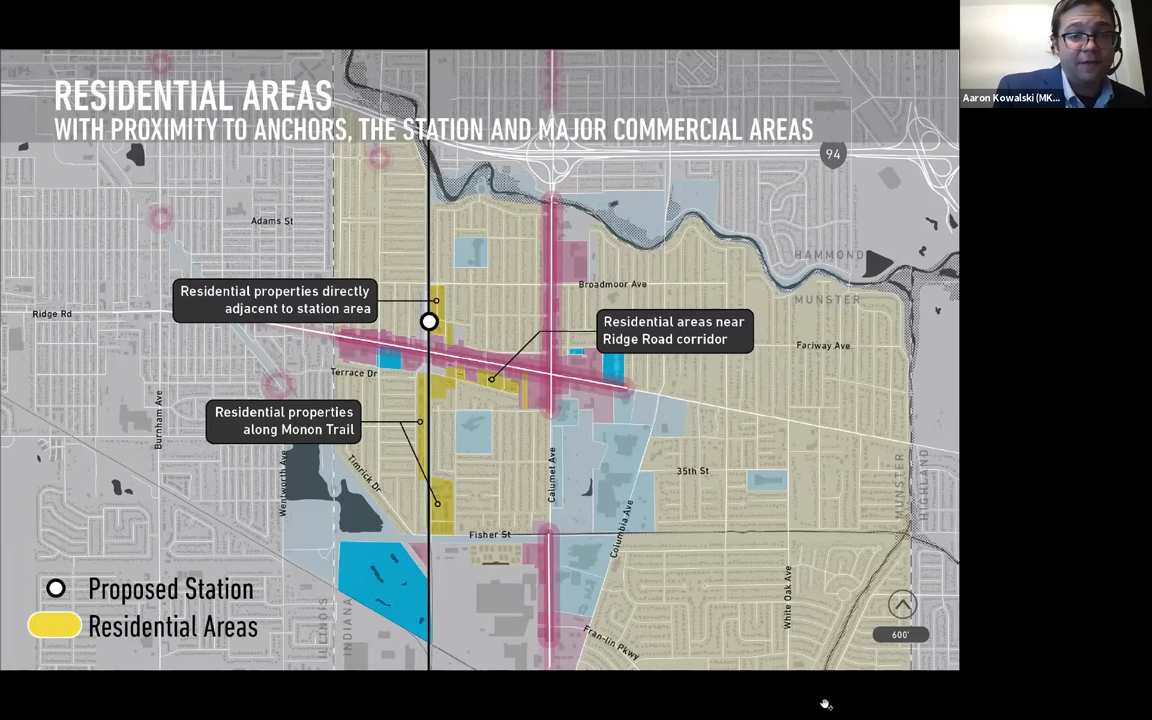 RESIDENTIAL AREAS
WITH PROXIMITY TO ANCHORS, THE STATION AND MAJOR COMMERCIAL AREAS
Aaron Kowalski (MK...
94
Adams St
HAMMOND
MUNSTER
Broadmoor Ave
Residential properties directly
adjacent to station area
Ridge Rd
Residential areas near
Ridge Road corridor
Fariway Ave
Terrace Dr
Residential properties
along Monon Trail
Burnham Ave
Wentworth Ave
Timrick Dr
Calumet Ave
35th St
Columbia Ave
MUNSTER
HIGHLAND
Fisher St
White Oak Ave
Fran-lin Pkwy
ILLINOIS
INDIANA
Proposed Station
Residential Areas
600'